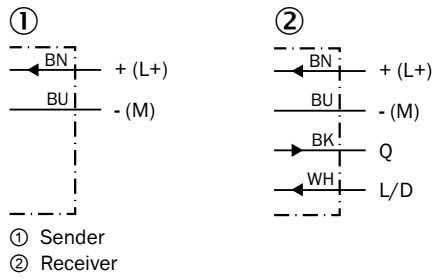 ① ②
BN + (L+) BN + (L+)
BU - (M) BU - (M)
BK Q
WH L/D
① Sender
② Receiver